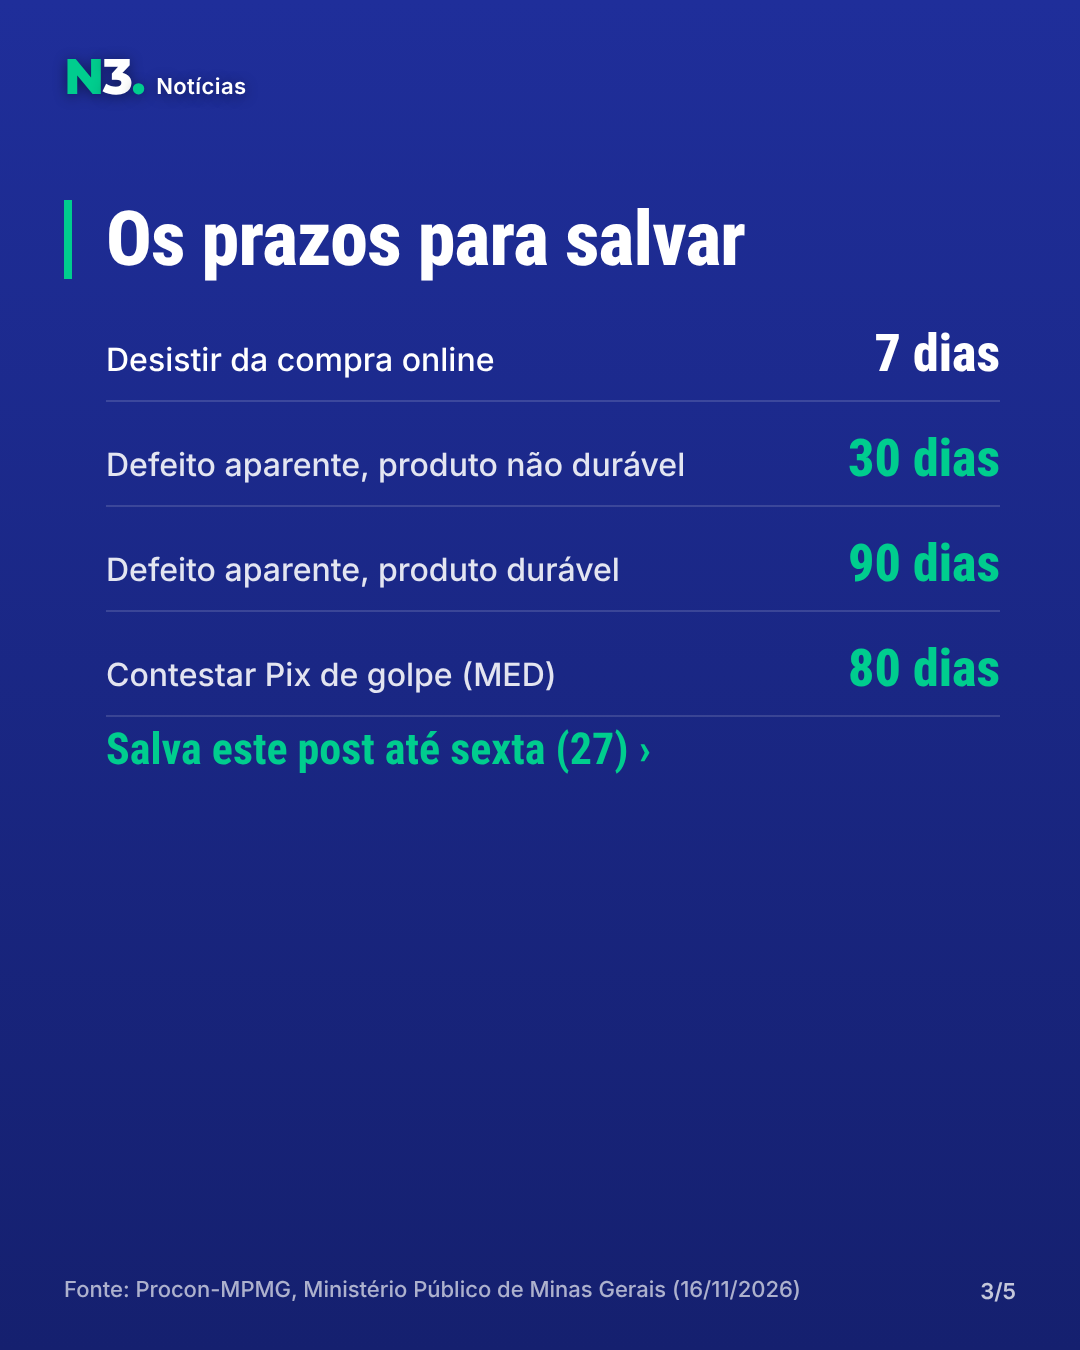 N3. Notícias
Os prazos para salvar
Desistir da compra online 7 dias
Defeito aparente, produto não durável 30 dias
Defeito aparente, produto durável 90 dias
Contestar Pix de golpe (MED) 80 dias
Salva este post até sexta (27) ›
Fonte: Procon-MPMG, Ministério Público de Minas Gerais (16/11/2026) 3/5